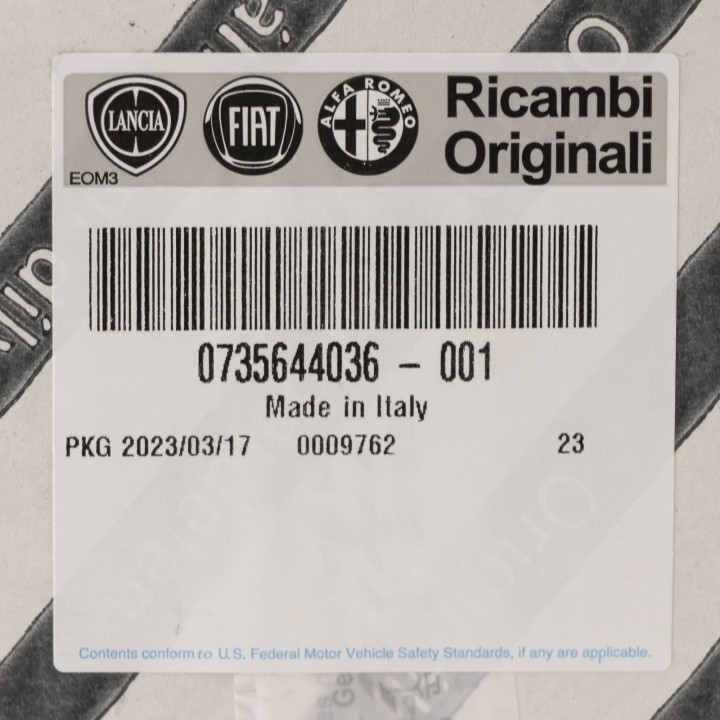 LANCIA FIAT ALFA ROMEO Ricambi
Originali
EOM3
0735644036 - 001
Made in Italy
PKG 2023/03/17 0009762 23
Contents conform to U.S. Federal Motor Vehicle Safety Standards, if any are applicable.